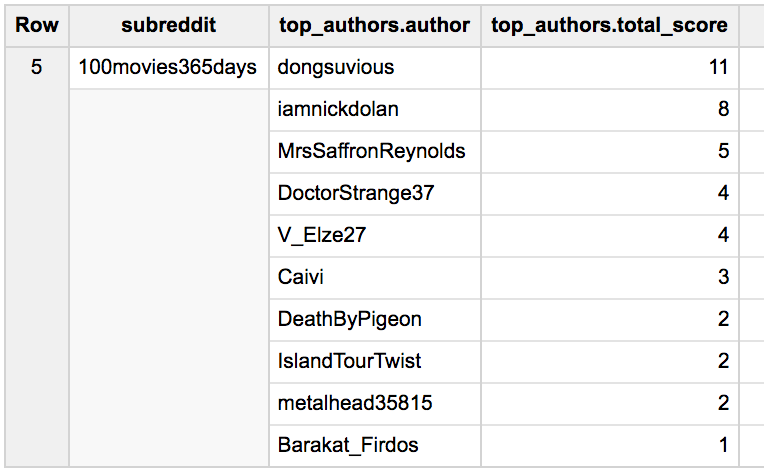 Row subreddit top_authors.author top_authors.total_score
5 100movies365days dongsuvious 11
iamnickdolan 8
MrsSaffronReynolds 5
DoctorStrange37 4
V_Elze27 4
Caivi 3
DeathByPigeon 2
IslandTourTwist 2
metalhead35815 2
Barakat_Firdos 1